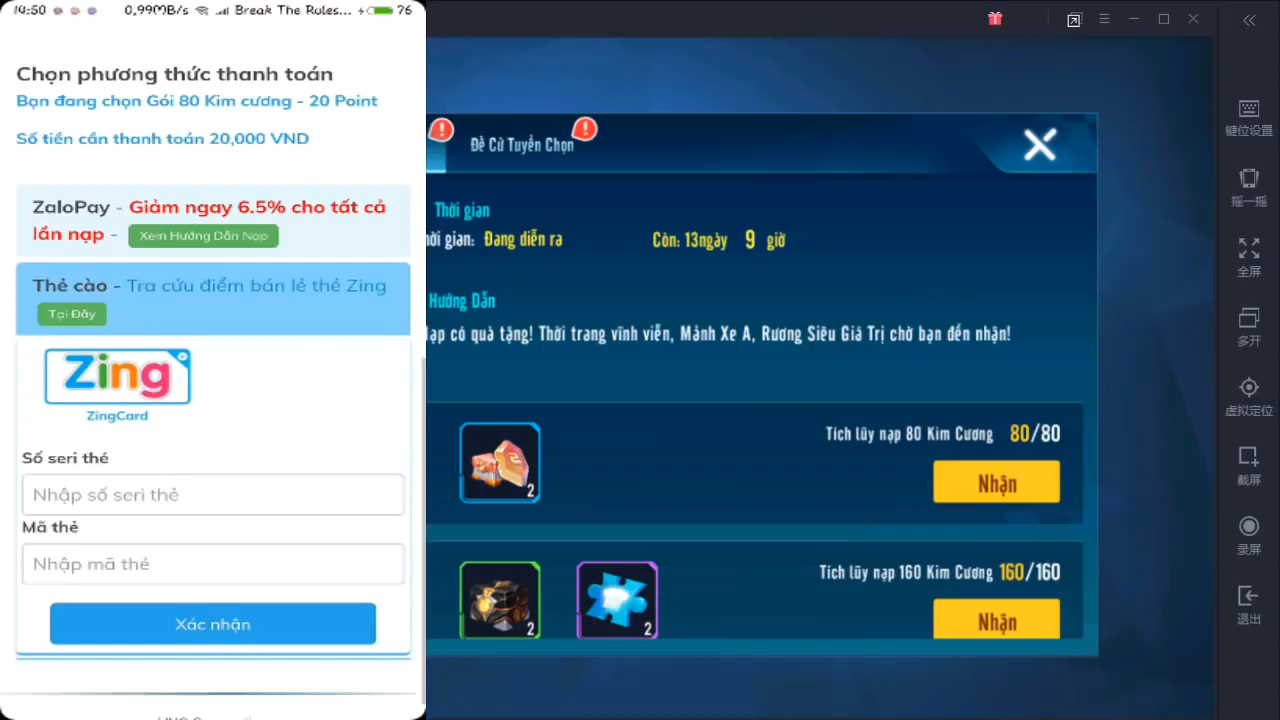 14:50
0,99MB/s
Break The Rules...
76
Chọn phương thức thanh toán
Bạn đang chọn Gói 80 Kim cương - 20 Point
Số tiền cần thanh toán 20,000 VND
ZaloPay - Giảm ngay 6.5% cho tất cả
lần nạp -
Xem Hướng Dẫn Nạp
Thẻ cào - Tra cứu điểm bán lẻ thẻ Zing
Tại Đây
Zing
ZingCard
Số seri thẻ
Nhập số seri thẻ
Mã thẻ
Nhập mã thẻ
Xác nhận
Đề Cử Tuyển Chọn
Thời gian
hời gian: Đang diễn ra
Còn: 13ngày 9 giờ
Hướng Dẫn
lạp có quà tặng! Thời trang vĩnh viễn, Mảnh Xe A, Rương Siêu Giá Trị chờ bạn đến nhận!
2
Tích lũy nạp 80 Kim Cương 80/80
Nhận
2
2
Tích lũy nạp 160 Kim Cương 160/160
Nhận
键位设置
摇一摇
全屏
多开
虚拟定位
截屏
录屏
退出